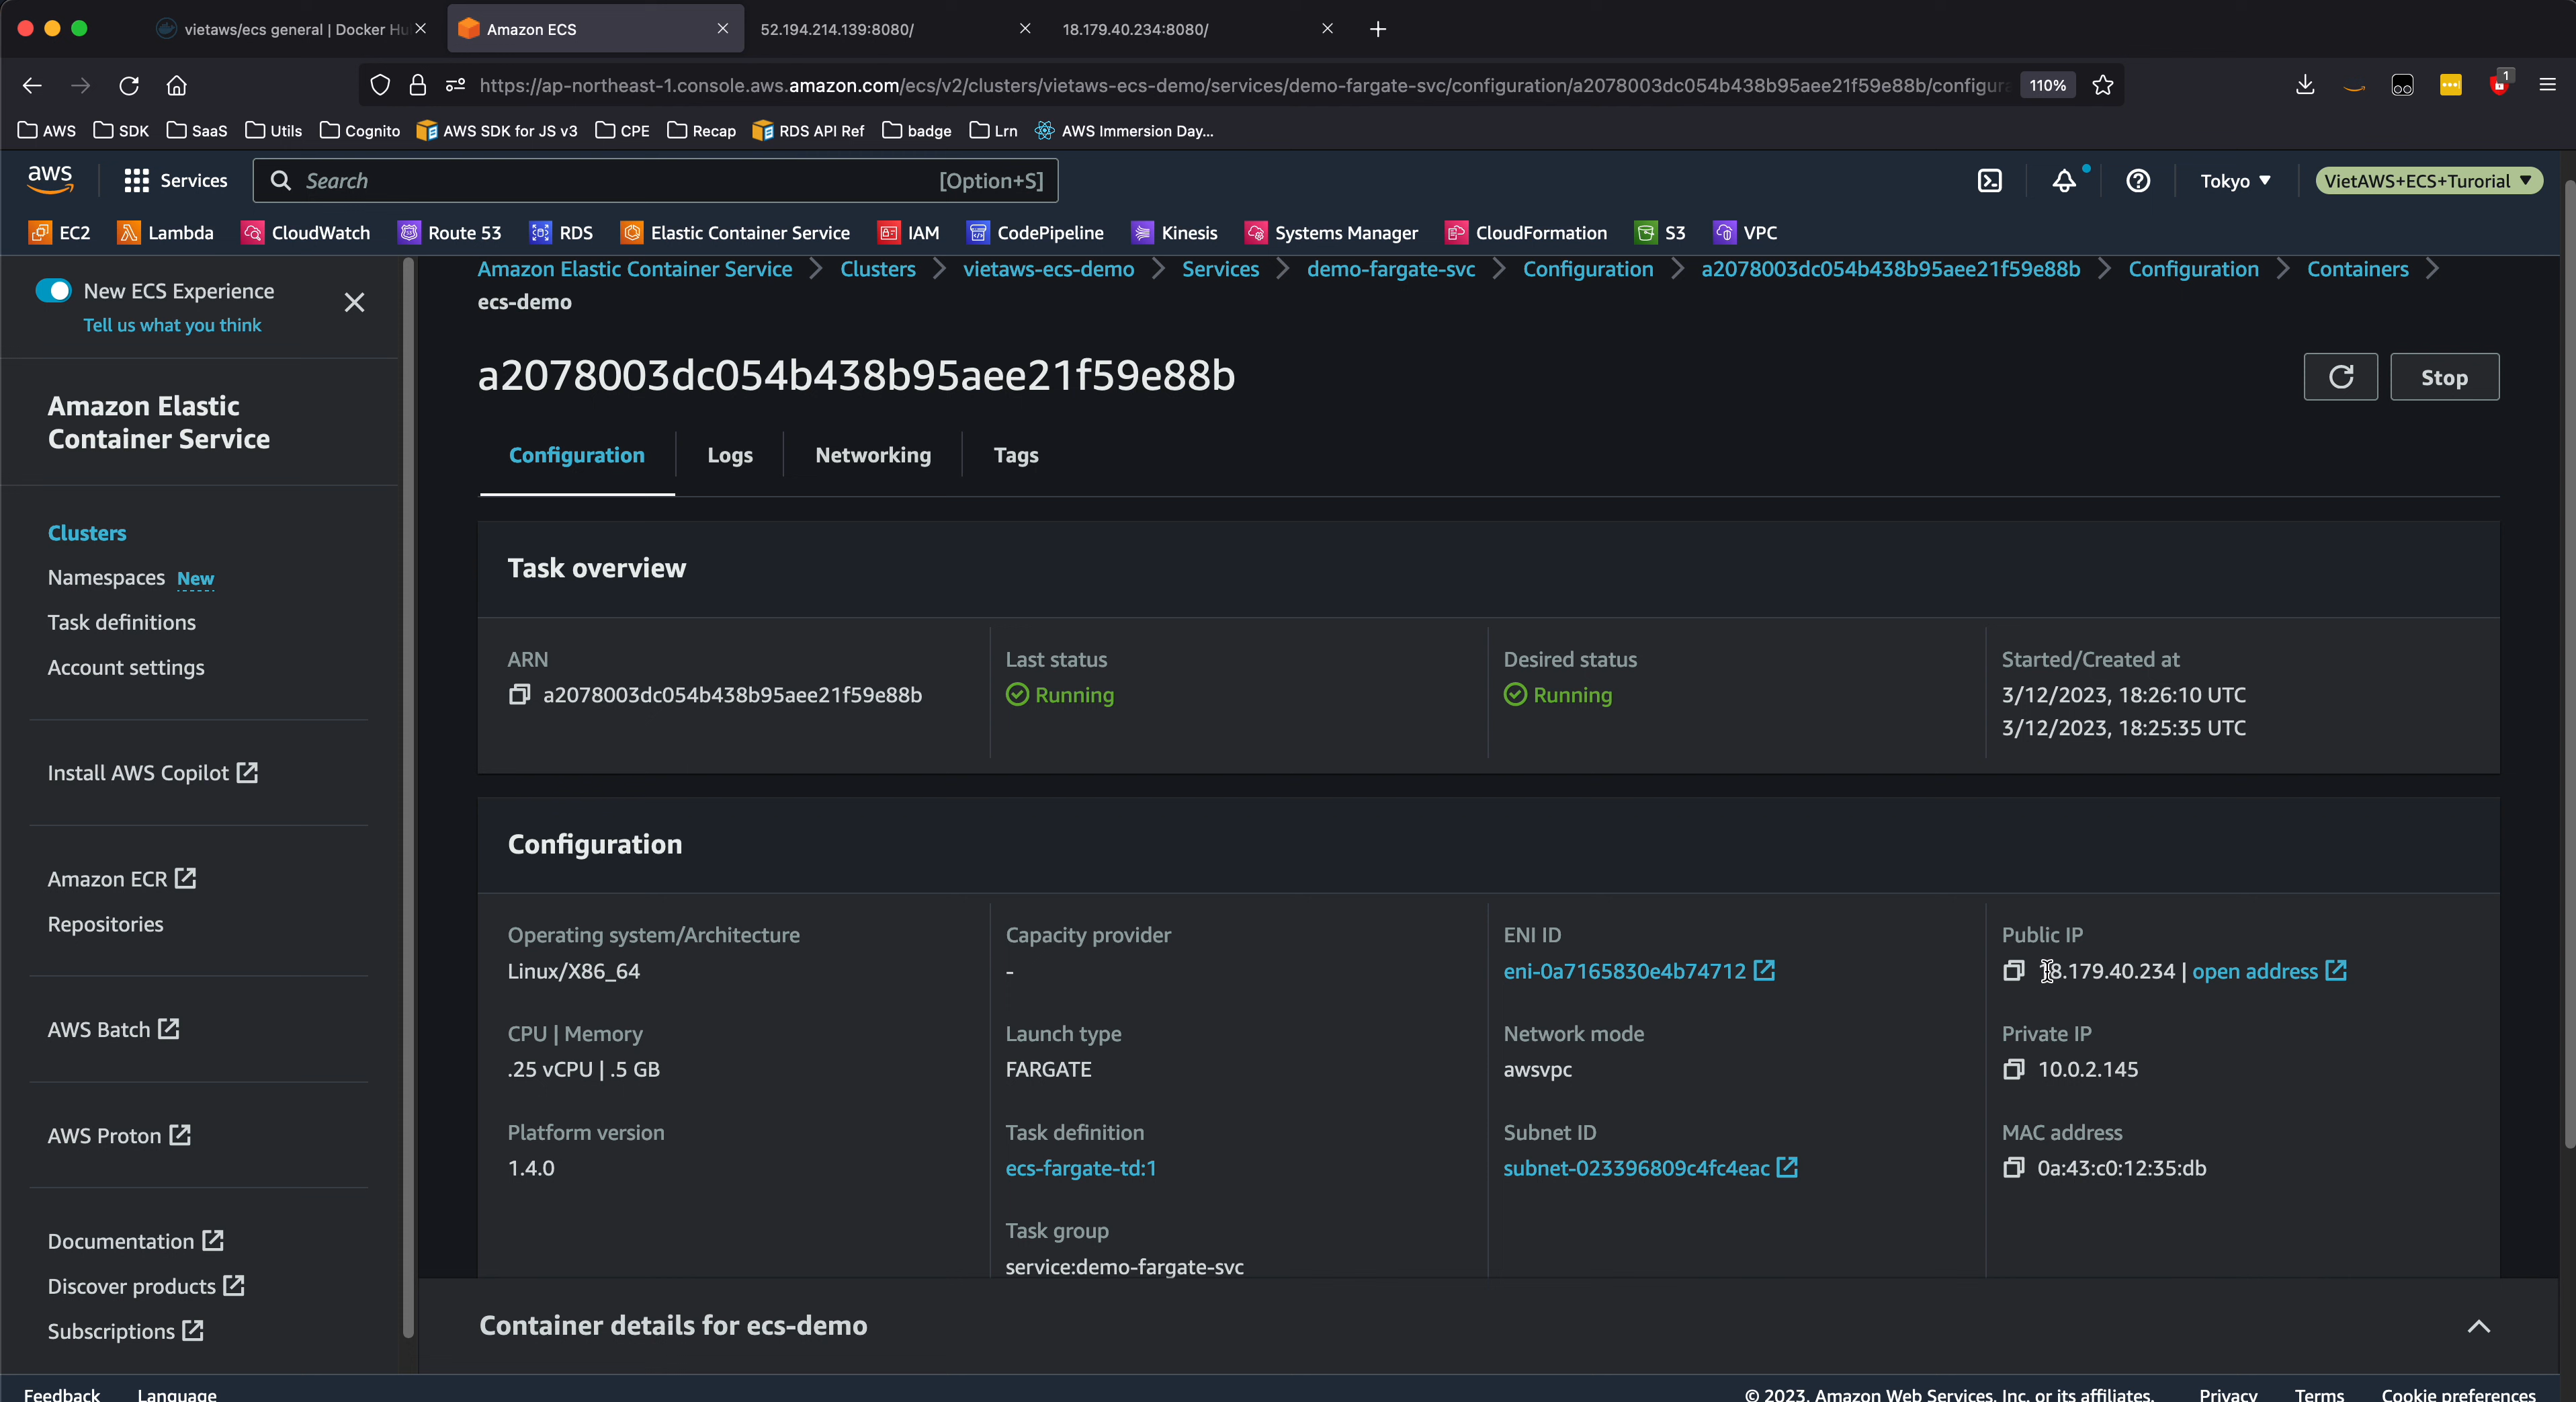 vietaws/ecs general | Docker Hu
Amazon ECS
52.194.214.139:8080/
18.179.40.234:8080/
https://ap-northeast-1.console.aws.amazon.com/ecs/v2/clusters/vietaws-ecs-demo/services/demo-fargate-svc/configuration/a2078003dc054b438b95aee21f59e88b/configura
110%
1
AWS SDK SaaS Utils Cognito AWS SDK for JS v3 CPE Recap RDS API Ref badge Lrn AWS Immersion Day...
aws Services Search [Option+S] Tokyo VietAWS+ECS+Turorial
EC2 Lambda CloudWatch Route 53 RDS Elastic Container Service IAM CodePipeline Kinesis Systems Manager CloudFormation S3 VPC
New ECS Experience
Tell us what you think
Amazon Elastic
Container Service
Clusters
Namespaces New
Task definitions
Account settings
Install AWS Copilot
Amazon ECR
Repositories
AWS Batch
AWS Proton
Documentation
Discover products
Subscriptions
Amazon Elastic Container Service > Clusters > vietaws-ecs-demo > Services > demo-fargate-svc > Configuration > a2078003dc054b438b95aee21f59e88b > Configuration > Containers >
ecs-demo
a2078003dc054b438b95aee21f59e88b
Stop
Configuration Logs Networking Tags
Task overview
ARN
a2078003dc054b438b95aee21f59e88b
Last status
Running
Desired status
Running
Started/Created at
3/12/2023, 18:26:10 UTC
3/12/2023, 18:25:35 UTC
Configuration
Operating system/Architecture
Linux/X86_64
CPU | Memory
.25 vCPU | .5 GB
Platform version
1.4.0
Capacity provider
-
Launch type
FARGATE
Task definition
ecs-fargate-td:1
Task group
service:demo-fargate-svc
ENI ID
eni-0a7165830e4b74712
Network mode
awsvpc
Subnet ID
subnet-023396809c4fc4eac
Public IP
18.179.40.234 | open address
Private IP
10.0.2.145
MAC address
0a:43:c0:12:35:db
Container details for ecs-demo
Feedback Language © 2023, Amazon Web Services, Inc. or its affiliates. Privacy Terms Cookie preferences